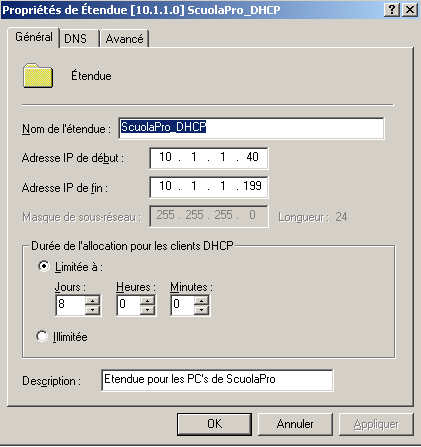 Propriétés de Étendue [10.1.1.0] ScuolaPro_DHCP
Général DNS Avancé
Étendue
Nom de l'étendue : ScuolaPro_DHCP
Adresse IP de début : 10 . 1 . 1 . 40
Adresse IP de fin : 10 . 1 . 1 . 199
Masque de sous-réseau : 255 . 255 . 255 . 0 Longueur : 24
Durée de l'allocation pour les clients DHCP
Limitée à :
Jours : Heures : Minutes :
8 0 0
Illimitée
Description : Etendue pour les PC's de ScuolaPro
OK Annuler Appliquer